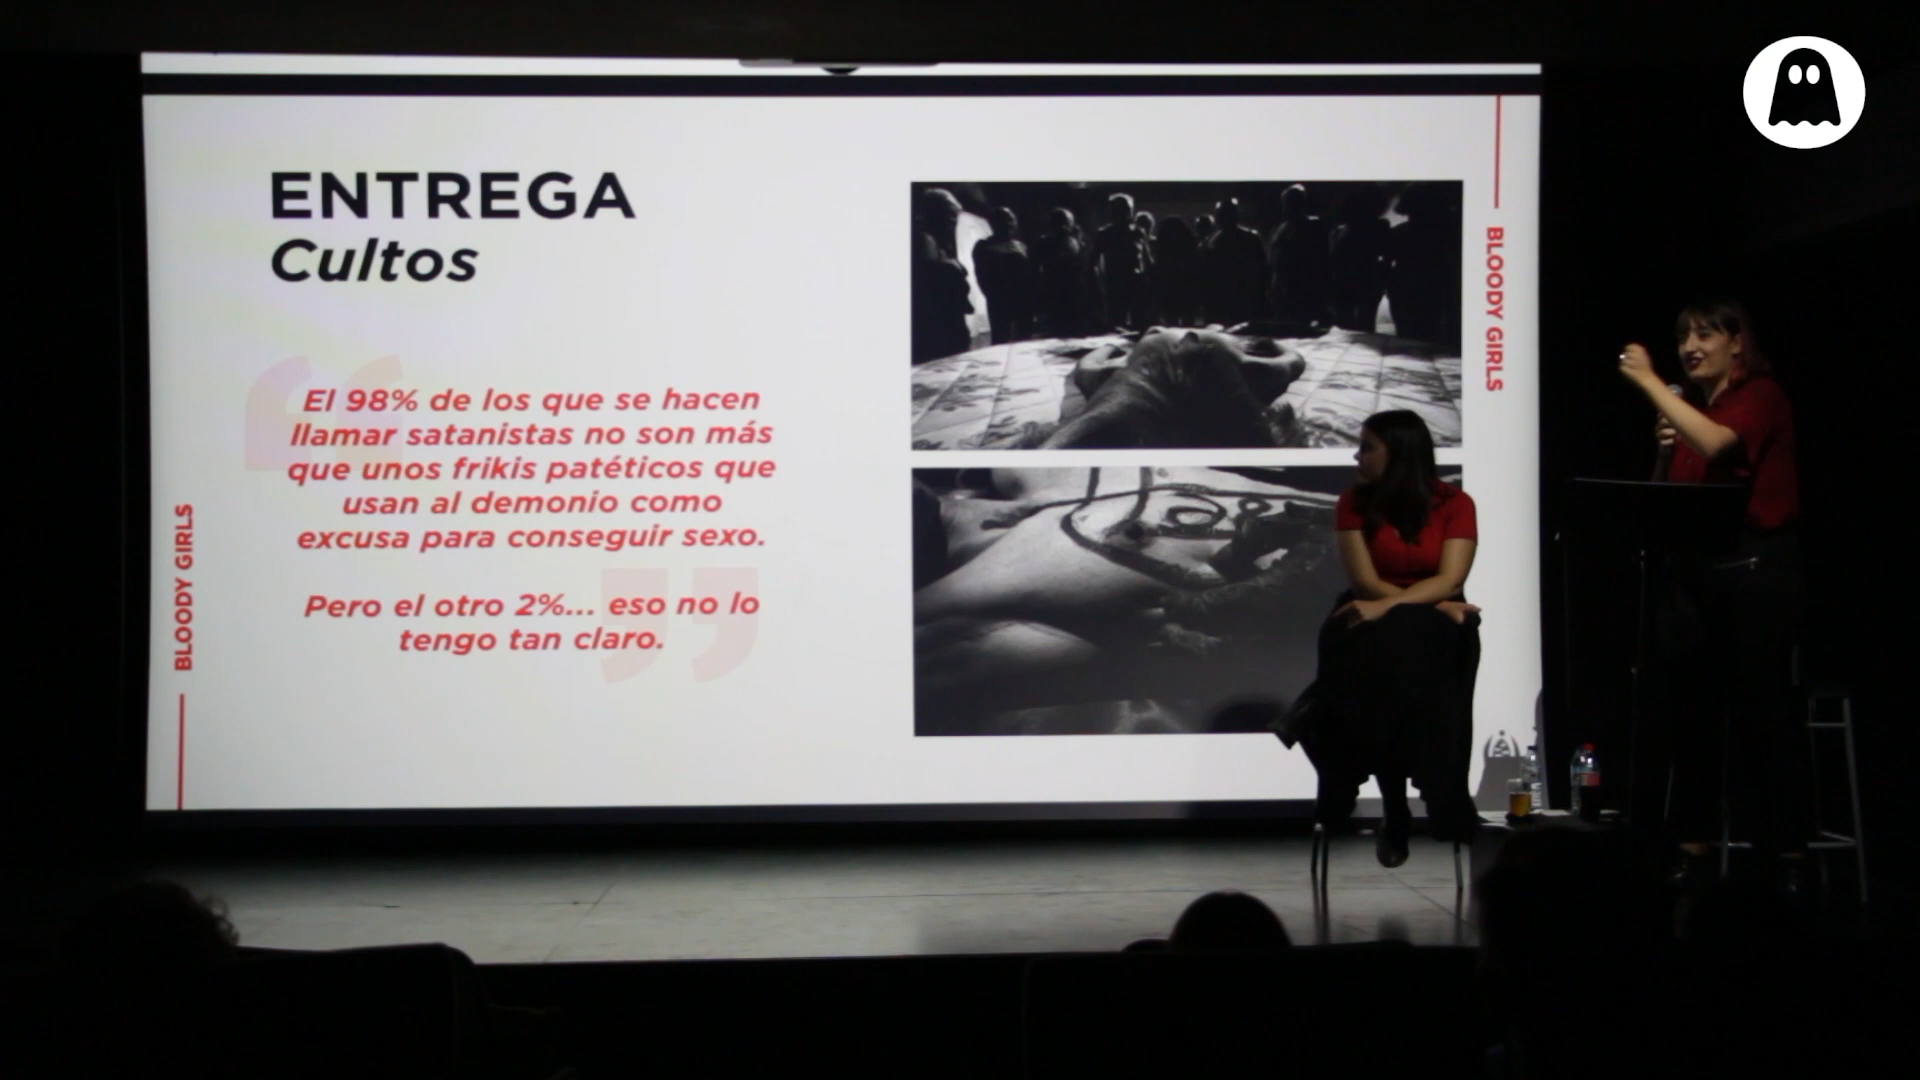 ENTREGA
Cultos
El 98% de los que se hacen
llamar satanistas no son más
que unos frikis patéticos que
usan al demonio como
excusa para conseguir sexo.
Pero el otro 2%... eso no lo
tengo tan claro.
BLOODY GIRLS
BLOODY GIRLS